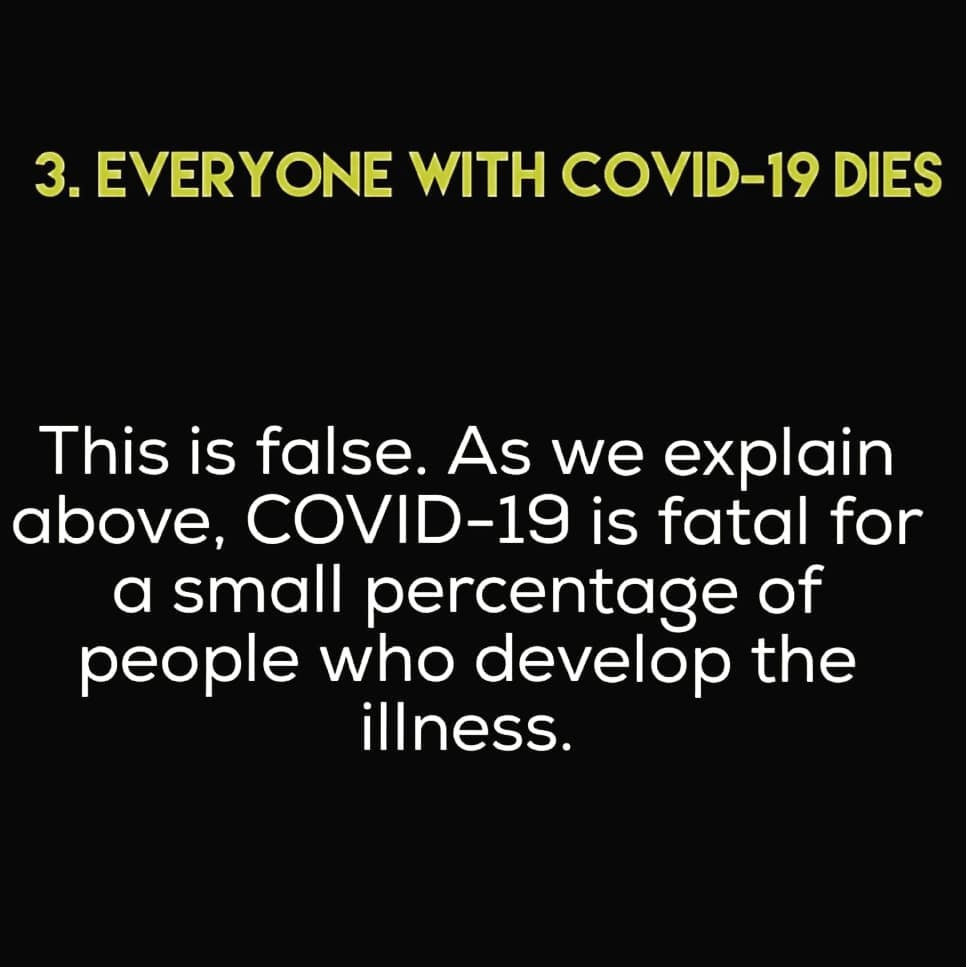 3. EVERYONE WITH COVID-19 DIES
This is false. As we explain
above, COVID-19 is fatal for
a small percentage of
people who develop the
illness.